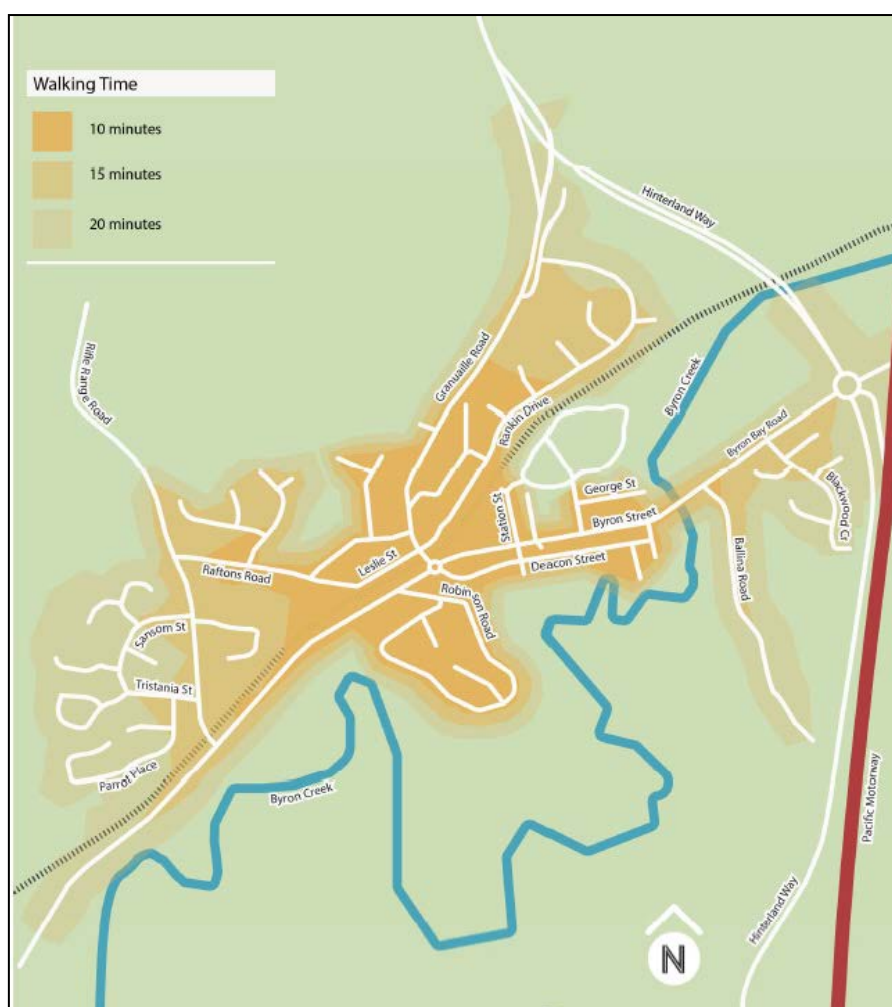 Walking Time
10 minutes
15 minutes
20 minutes
Hinterland Way
Rifle Range Road
Granuaille Road
Byron Creek
Rankin Drive
Byron Bay Road
George St
Station St
Blackwood Cr
Byron Street
Leslie St
Deacon Street
Raftons Road
Robinson Road
Ballina Road
Sansom St
Tristania St
Parrot Place
Byron Creek
Pacific Motorway
Hinterland Way
N